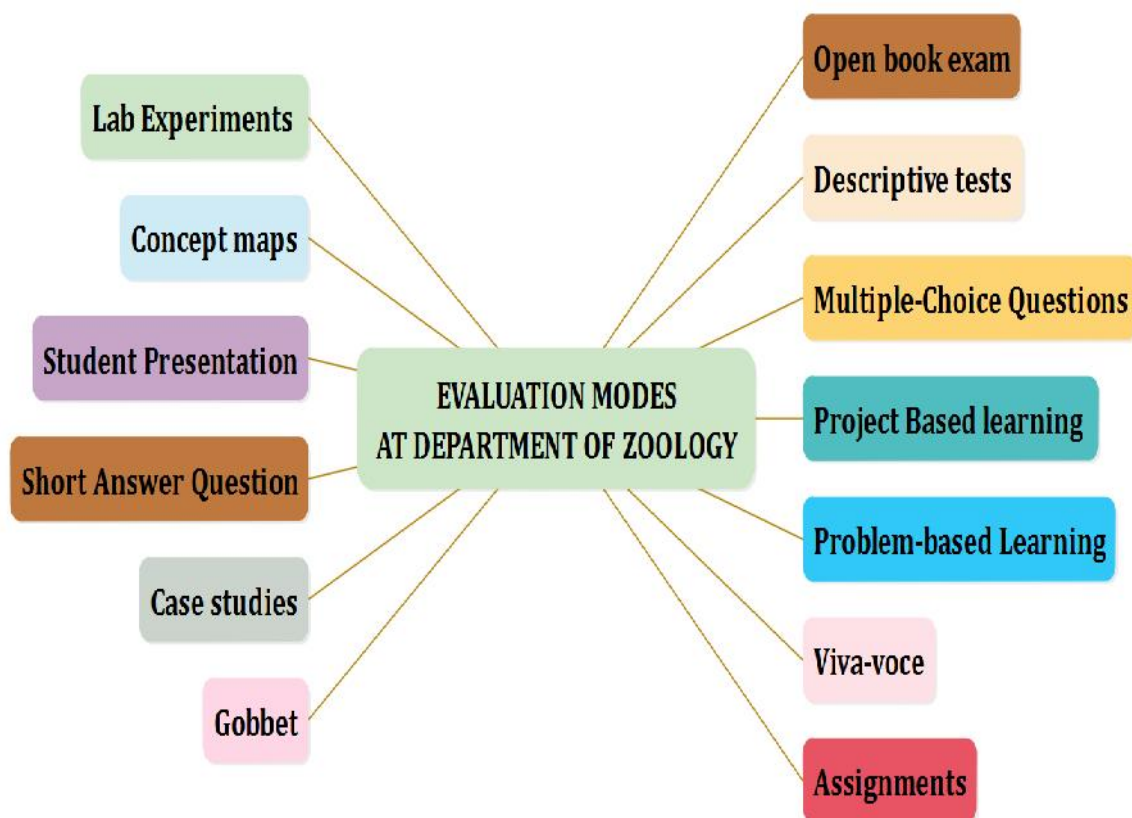 Lab Experiments
Concept maps
Student Presentation
Short Answer Question
Case studies
Gobbet
EVALUATION MODES
AT DEPARTMENT OF ZOOLOGY
Open book exam
Descriptive tests
Multiple-Choice Questions
Project Based learning
Problem-based Learning
Viva-voce
Assignments